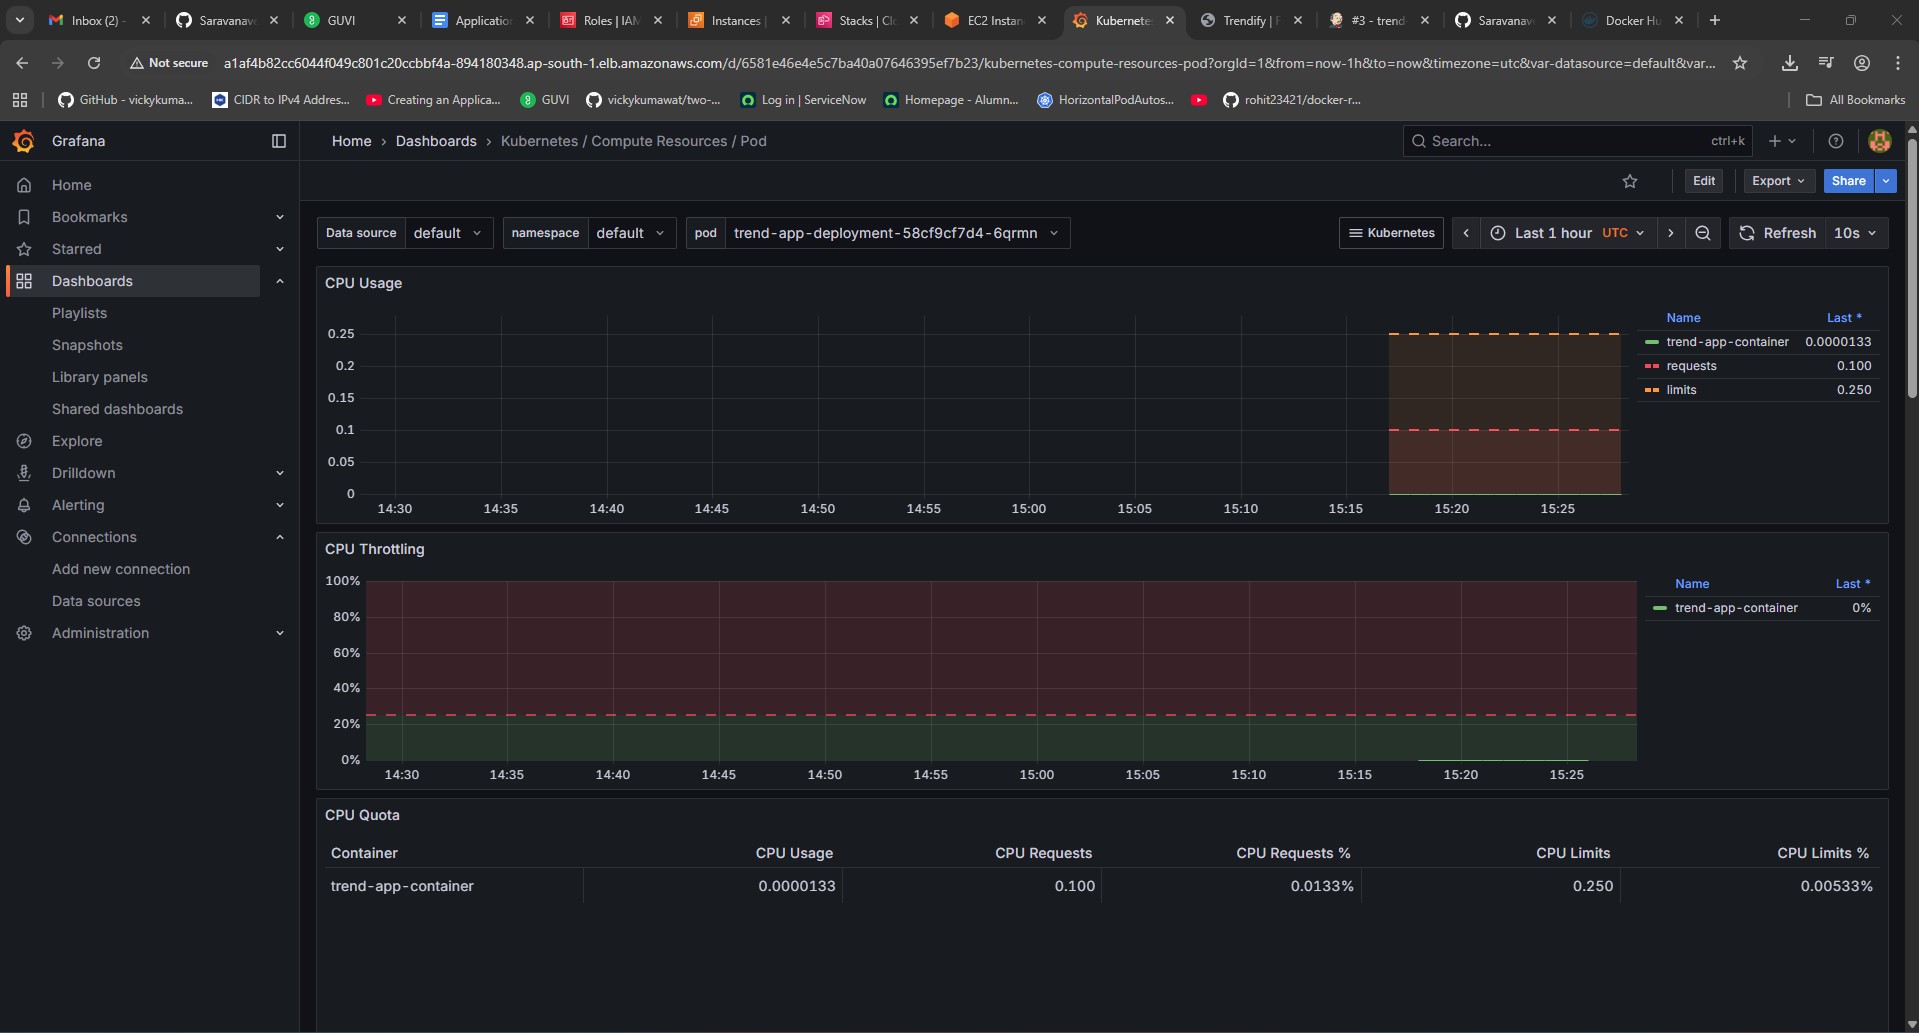 Inbox (2) -
Saravanave
GUVI
Application
Roles | IAM
Instances |
Stacks | Clo
EC2 Instan
Kubernetes
Trendify | F
#3 - trend-
Saravanave
Docker Hu
Not secure
a1af4b82cc6044f049c801c20ccbbf4a-894180348.ap-south-1.elb.amazonaws.com/d/6581e46e4e5c7ba40a07646395ef7b23/kubernetes-compute-resources-pod?orgId=1&from=now-1h&to=now&timezone=utc&var-datasource=default&var...
GitHub - vickykuma...
CIDR to IPv4 Addres...
Creating an Applica...
GUVI
vickykumawat/two-...
Log in | ServiceNow
Homepage - Alumn...
HorizontalPodAutos...
rohit23421/docker-r...
All Bookmarks
Grafana
Home › Dashboards › Kubernetes / Compute Resources / Pod
Search...
ctrl+k
Home
Bookmarks
Starred
Dashboards
Playlists
Snapshots
Library panels
Shared dashboards
Explore
Drilldown
Alerting
Connections
Add new connection
Data sources
Administration
Edit
Export
Share
Data source default
namespace default
pod trend-app-deployment-58cf9cf7d4-6qrmn
Kubernetes
Last 1 hour UTC
Refresh 10s
CPU Usage
0.25
0.2
0.15
0.1
0.05
0
14:30 14:35 14:40 14:45 14:50 14:55 15:00 15:05 15:10 15:15 15:20 15:25
Name Last *
trend-app-container 0.0000133
requests 0.100
limits 0.250
CPU Throttling
100%
80%
60%
40%
20%
0%
14:30 14:35 14:40 14:45 14:50 14:55 15:00 15:05 15:10 15:15 15:20 15:25
Name Last *
trend-app-container 0%
CPU Quota
Container CPU Usage CPU Requests CPU Requests % CPU Limits CPU Limits %
trend-app-container 0.0000133 0.100 0.0133% 0.250 0.00533%